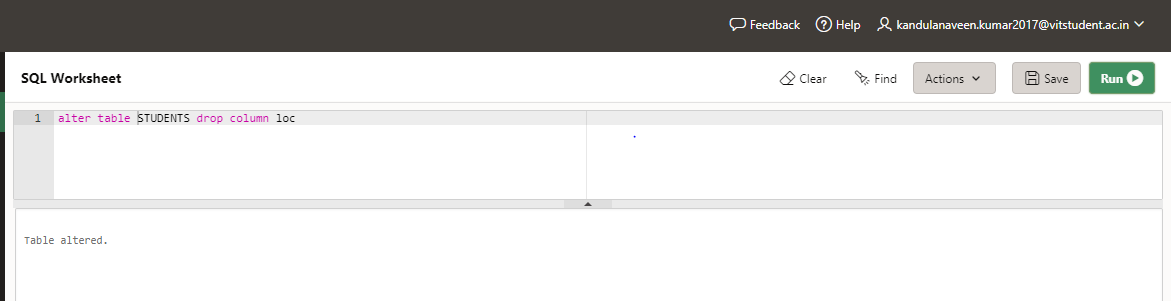 Feedback Help kandulanaveen.kumar2017@vitstudent.ac.in
SQL Worksheet Clear Find Actions Save Run
1 alter table STUDENTS drop column loc
Table altered.